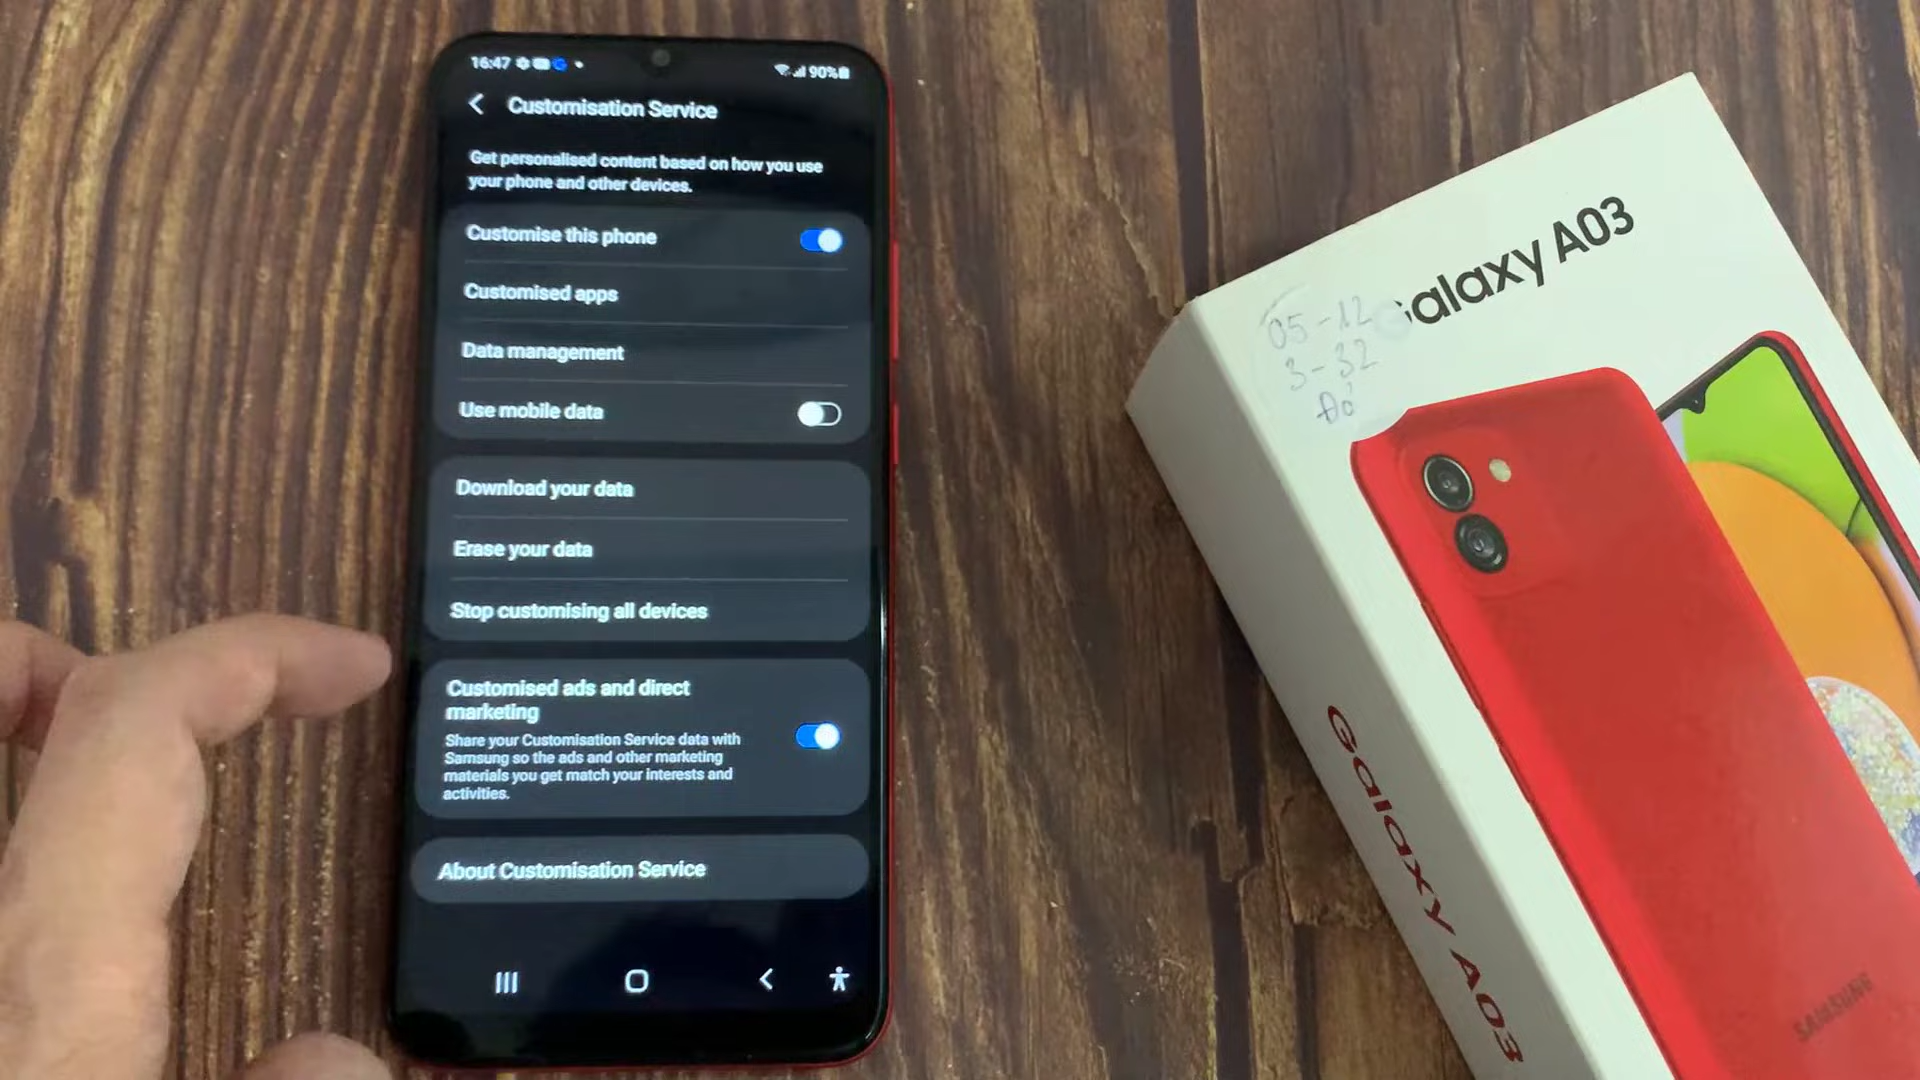 16:47
90%
Customisation Service
Get personalised content based on how you use
your phone and other devices.
Customise this phone
Customised apps
Data management
Use mobile data
Download your data
Erase your data
Stop customising all devices
Customised ads and direct
marketing
Share your Customisation Service data with
Samsung so the ads and other marketing
materials you get match your interests and
activities.
About Customisation Service
Galaxy A03
05-12
3-32
Đỏ
Galaxy A03
SAMSUNG